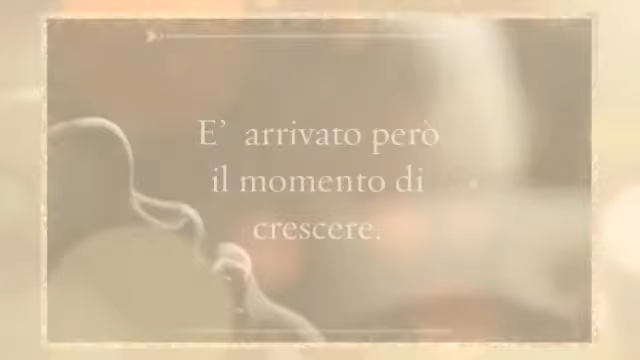 E’ arrivato però
il momento di
crescere.